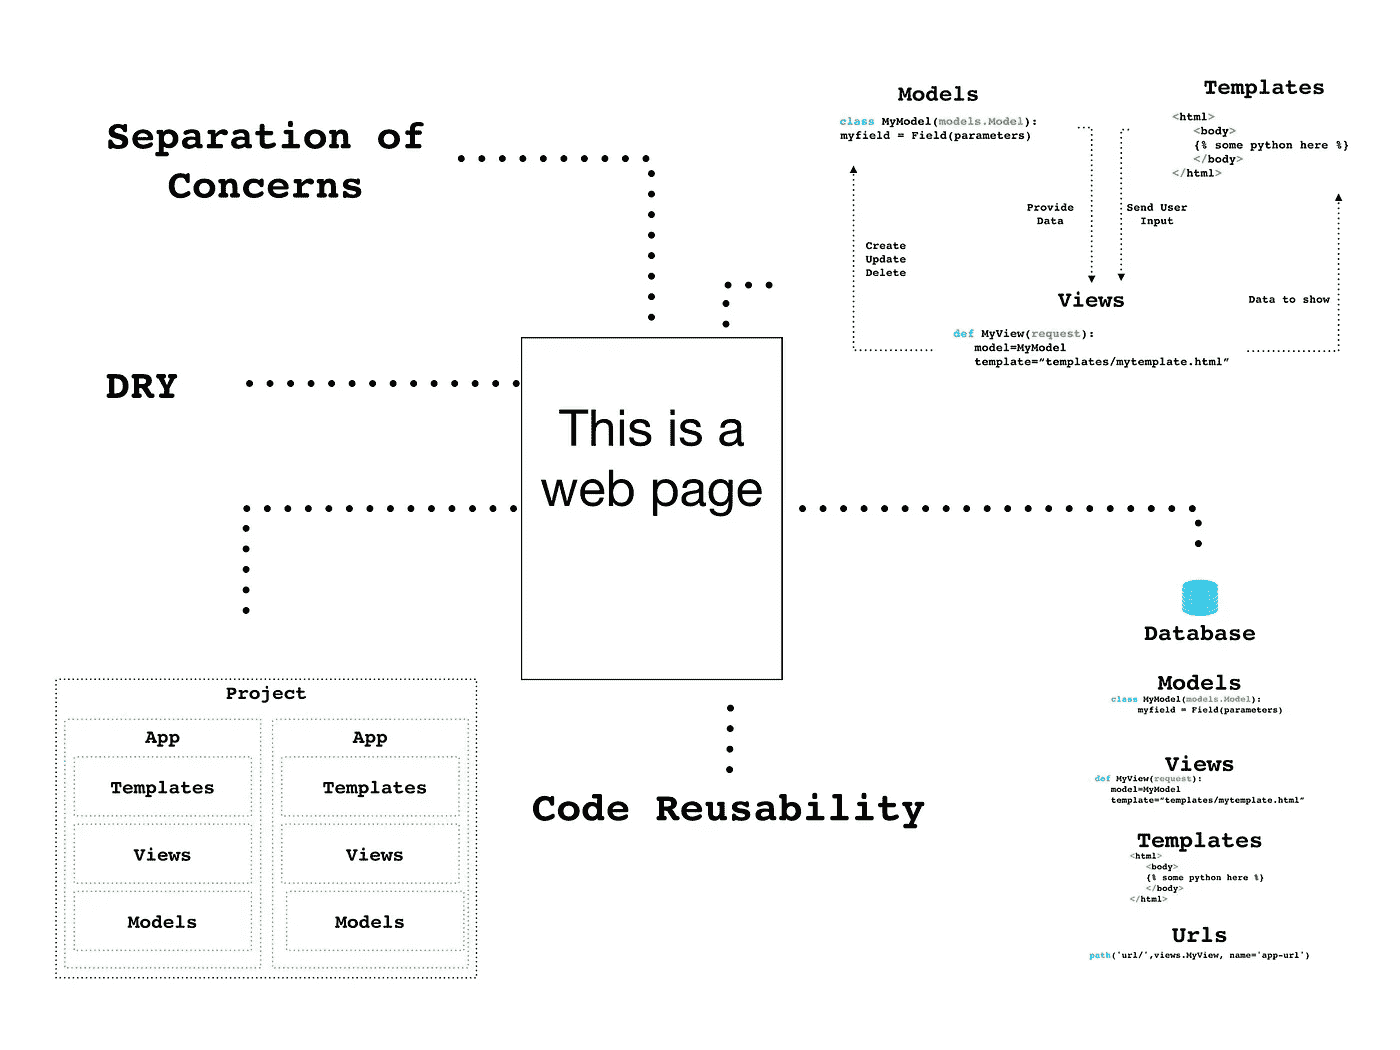 Separation of
Concerns
DRY
This is a
web page
Code Reusability
Models
class MyModel(models.Model):
myfield = Field(parameters)
Templates
<html>
<body>
{% some python here %}
</body>
</html>
Provide
Data
Send User
Input
Create
Update
Delete
Data to show
Views
def MyView(request):
model=MyModel
template=“templates/mytemplate.html”
Project
App
Templates
Views
Models
App
Templates
Views
Models
Database
Models
class MyModel(models.Model):
myfield = Field(parameters)
Views
def MyView(request):
model=MyModel
template=“templates/mytemplate.html”
Templates
<html>
<body>
{% some python here %}
</body>
</html>
Urls
path('url/',views.MyView, name='app-url')